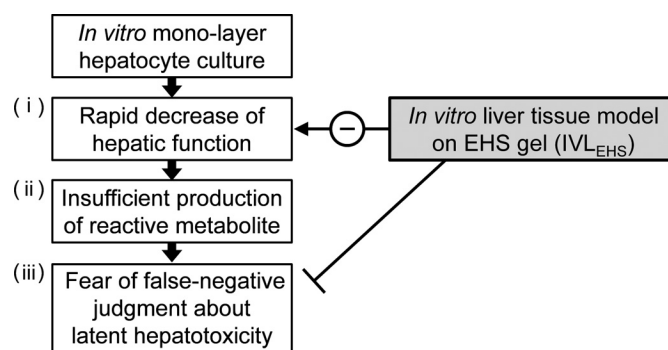 In vitro mono-layer
hepatocyte culture
(i)
Rapid decrease of
hepatic function
−
In vitro liver tissue model
on EHS gel (IVLEHS)
(ii)
Insufficient production
of reactive metabolite
(iii)
Fear of false-negative
judgment about
latent hepatotoxicity